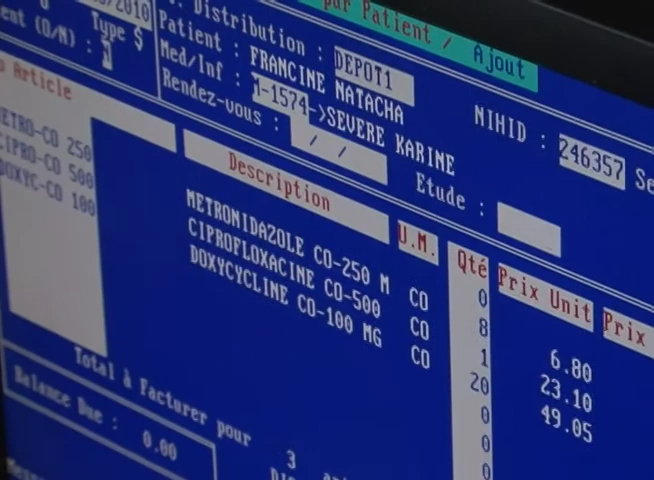 par Patient / Ajout
/2010
Distribution : DEPOT1
ent (O/N) : Type $
Patient : FRANCINE NATACHA
NIHID : 246357 Se
Med/Inf : M-1574->SEVERE KARINE
Rendez-vous : / /
Etude :
Article Description U.M. Qté Prix Unit Prix
ETRO-CO 250 METRONIDAZOLE CO-250 M CO 0 6.80
CIPRO-CO 500 CIPROFLOXACINE CO-500 CO 8 23.10
DOXYC-CO 100 DOXYCYCLINE CO-100 MG CO 1 49.05
20
0
0
0
Total à Facturer pour 3
Balance Due : 0.00